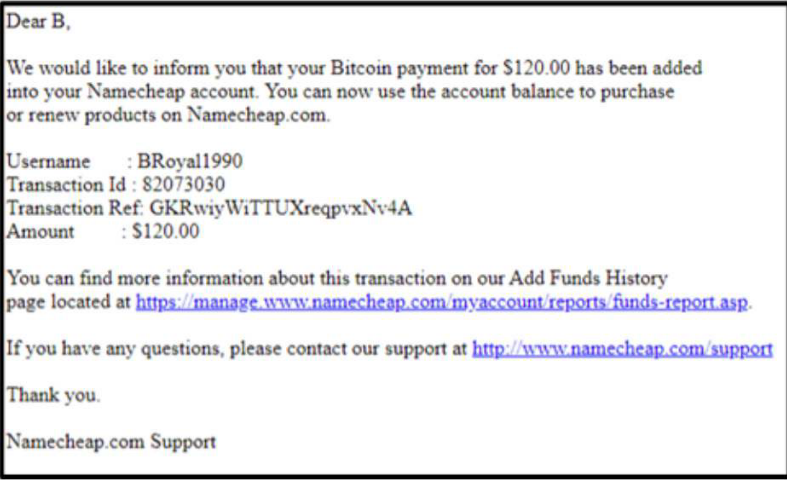 Dear B,
We would like to inform you that your Bitcoin payment for $120.00 has been added
into your Namecheap account. You can now use the account balance to purchase
or renew products on Namecheap.com.
Username : BRoyal1990
Transaction Id : 82073030
Transaction Ref: GKRwiyWiTTUXreqpvxNv4A
Amount : $120.00
You can find more information about this transaction on our Add Funds History
page located at https://manage.www.namecheap.com/myaccount/reports/funds-report.asp.
If you have any questions, please contact our support at http://www.namecheap.com/support
Thank you.
Namecheap.com Support